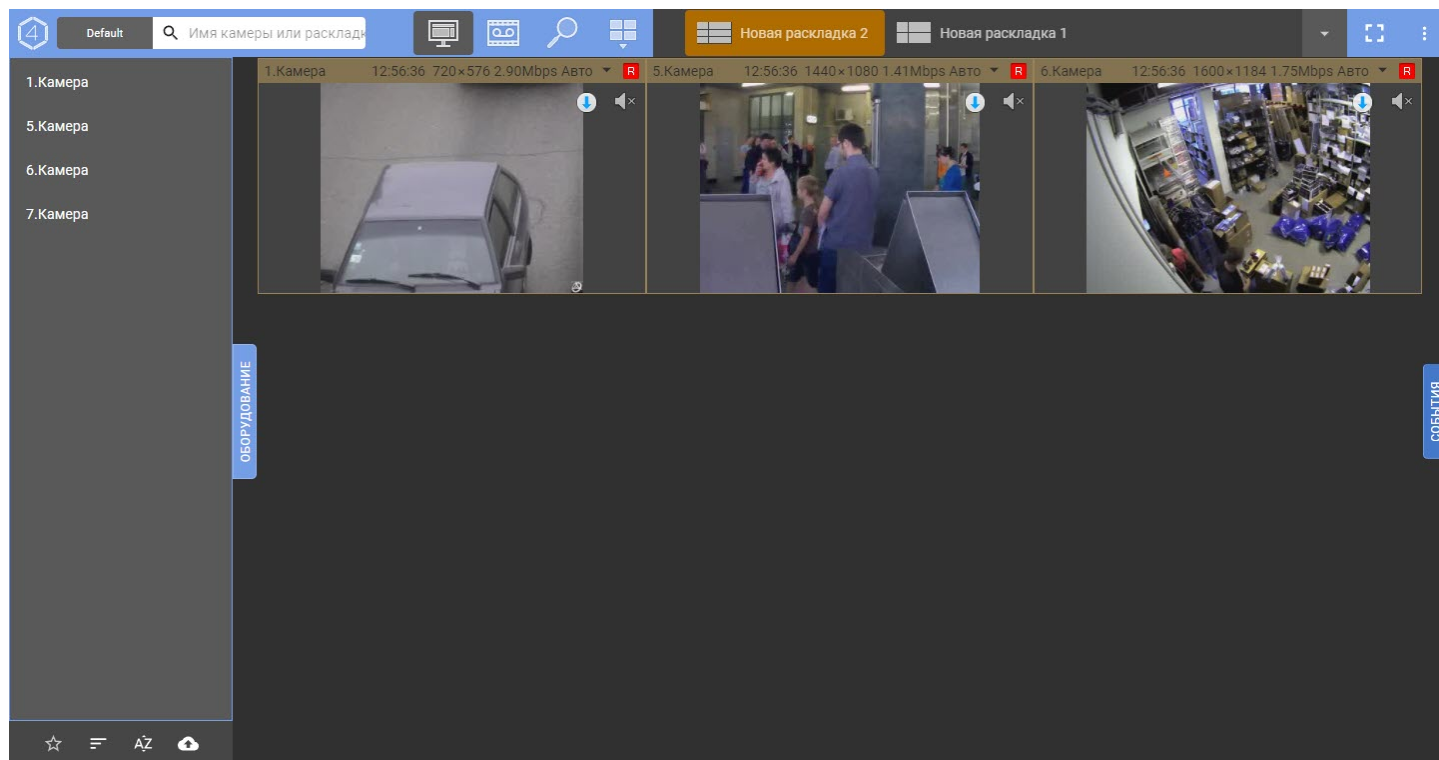 4
Default
Имя камеры или расклад
Новая раскладка 2
Новая раскладка 1
1.Камера
5.Камера
6.Камера
7.Камера
1.Камера 12:56:36 720×576 2.90Mbps Авто R
5.Камера 12:56:36 1440×1080 1.41Mbps Авто R
6.Камера 12:56:36 1600×1184 1.75Mbps Авто R
ОБОРУДОВАНИЕ
СОБЫТИЯ
AZ